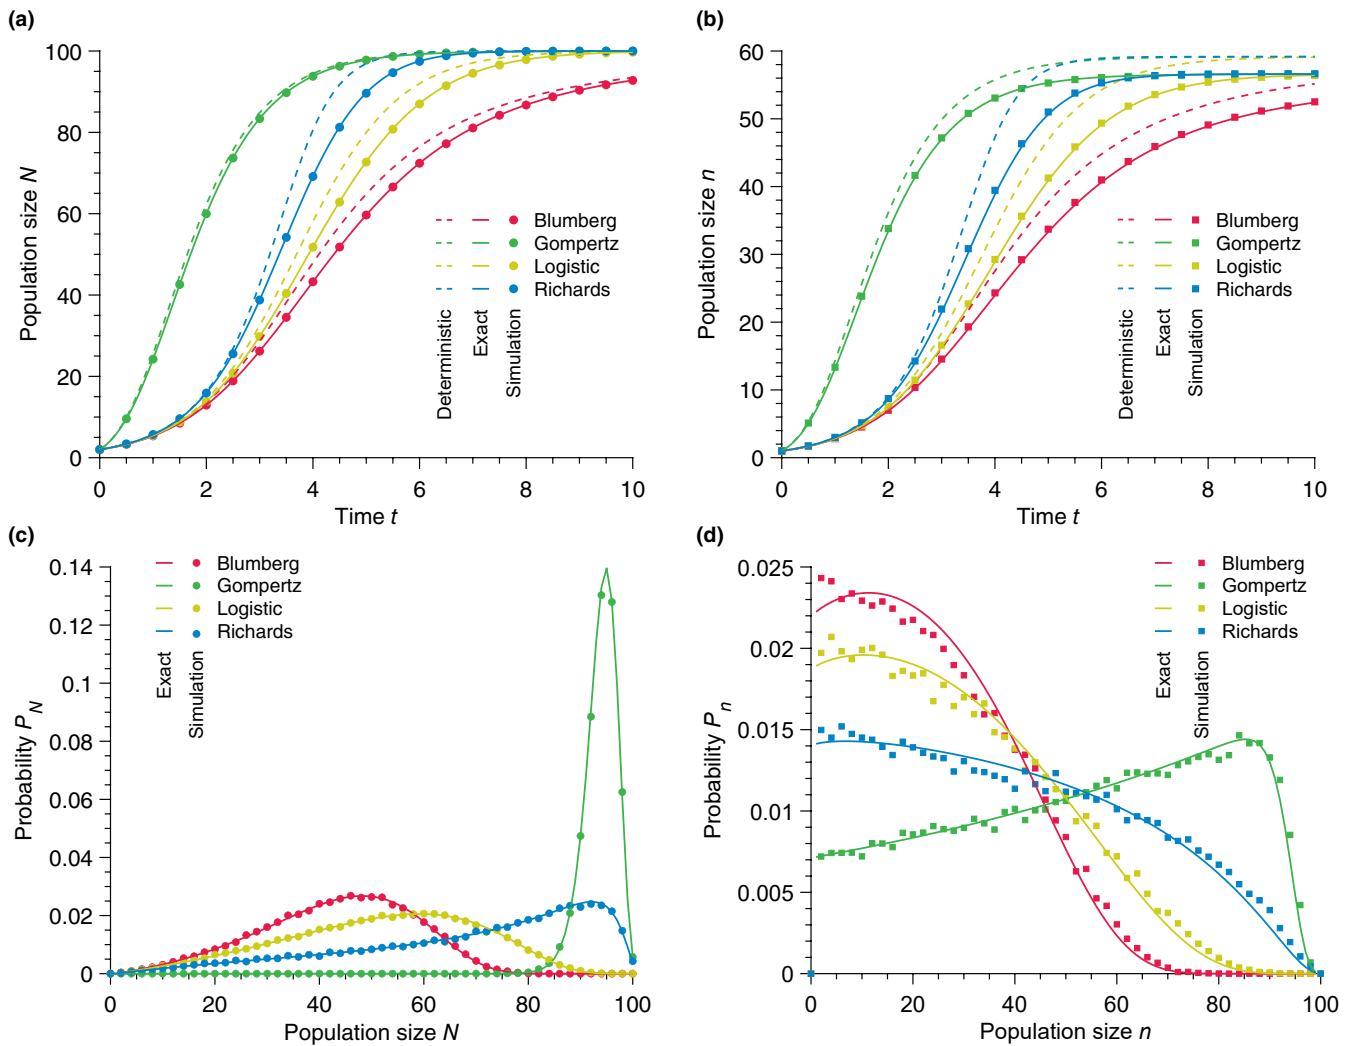 (a)
100
80
60
40
20
0
Population size N
0 2 4 6 8 10
Time t
Blumberg
Gompertz
Logistic
Richards
Deterministic
Exact
Simulation
(b)
60
50
40
30
20
10
0
Population size n
0 2 4 6 8 10
Time t
Blumberg
Gompertz
Logistic
Richards
Deterministic
Exact
Simulation
(c)
0.14
0.12
0.1
0.08
0.06
0.04
0.02
0
Probability P_N
0 20 40 60 80 100
Population size N
Blumberg
Gompertz
Logistic
Richards
Exact
Simulation
(d)
0.025
0.02
0.015
0.01
0.005
0
Probability P_n
0 20 40 60 80 100
Population size n
Blumberg
Gompertz
Logistic
Richards
Exact
Simulation